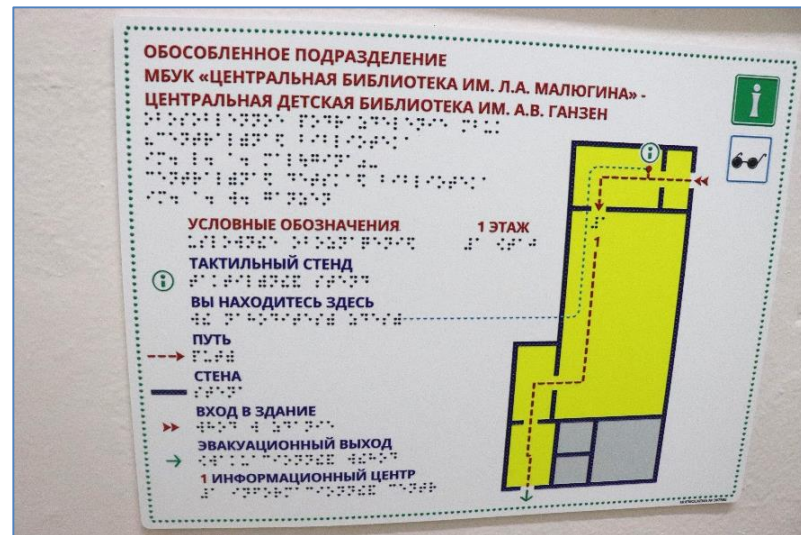 ОБОСОБЛЕННОЕ ПОДРАЗДЕЛЕНИЕ
МБУК «ЦЕНТРАЛЬНАЯ БИБЛИОТЕКА ИМ. Л.А. МАЛЮГИНА» -
ЦЕНТРАЛЬНАЯ ДЕТСКАЯ БИБЛИОТЕКА ИМ. А.В. ГАНЗЕН
УСЛОВНЫЕ ОБОЗНАЧЕНИЯ 1 ЭТАЖ
ТАКТИЛЬНЫЙ СТЕНД
ВЫ НАХОДИТЕСЬ ЗДЕСЬ
ПУТЬ
СТЕНА
ВХОД В ЗДАНИЕ
ЭВАКУАЦИОННЫЙ ВЫХОД
1 ИНФОРМАЦИОННЫЙ ЦЕНТР
i
i
1